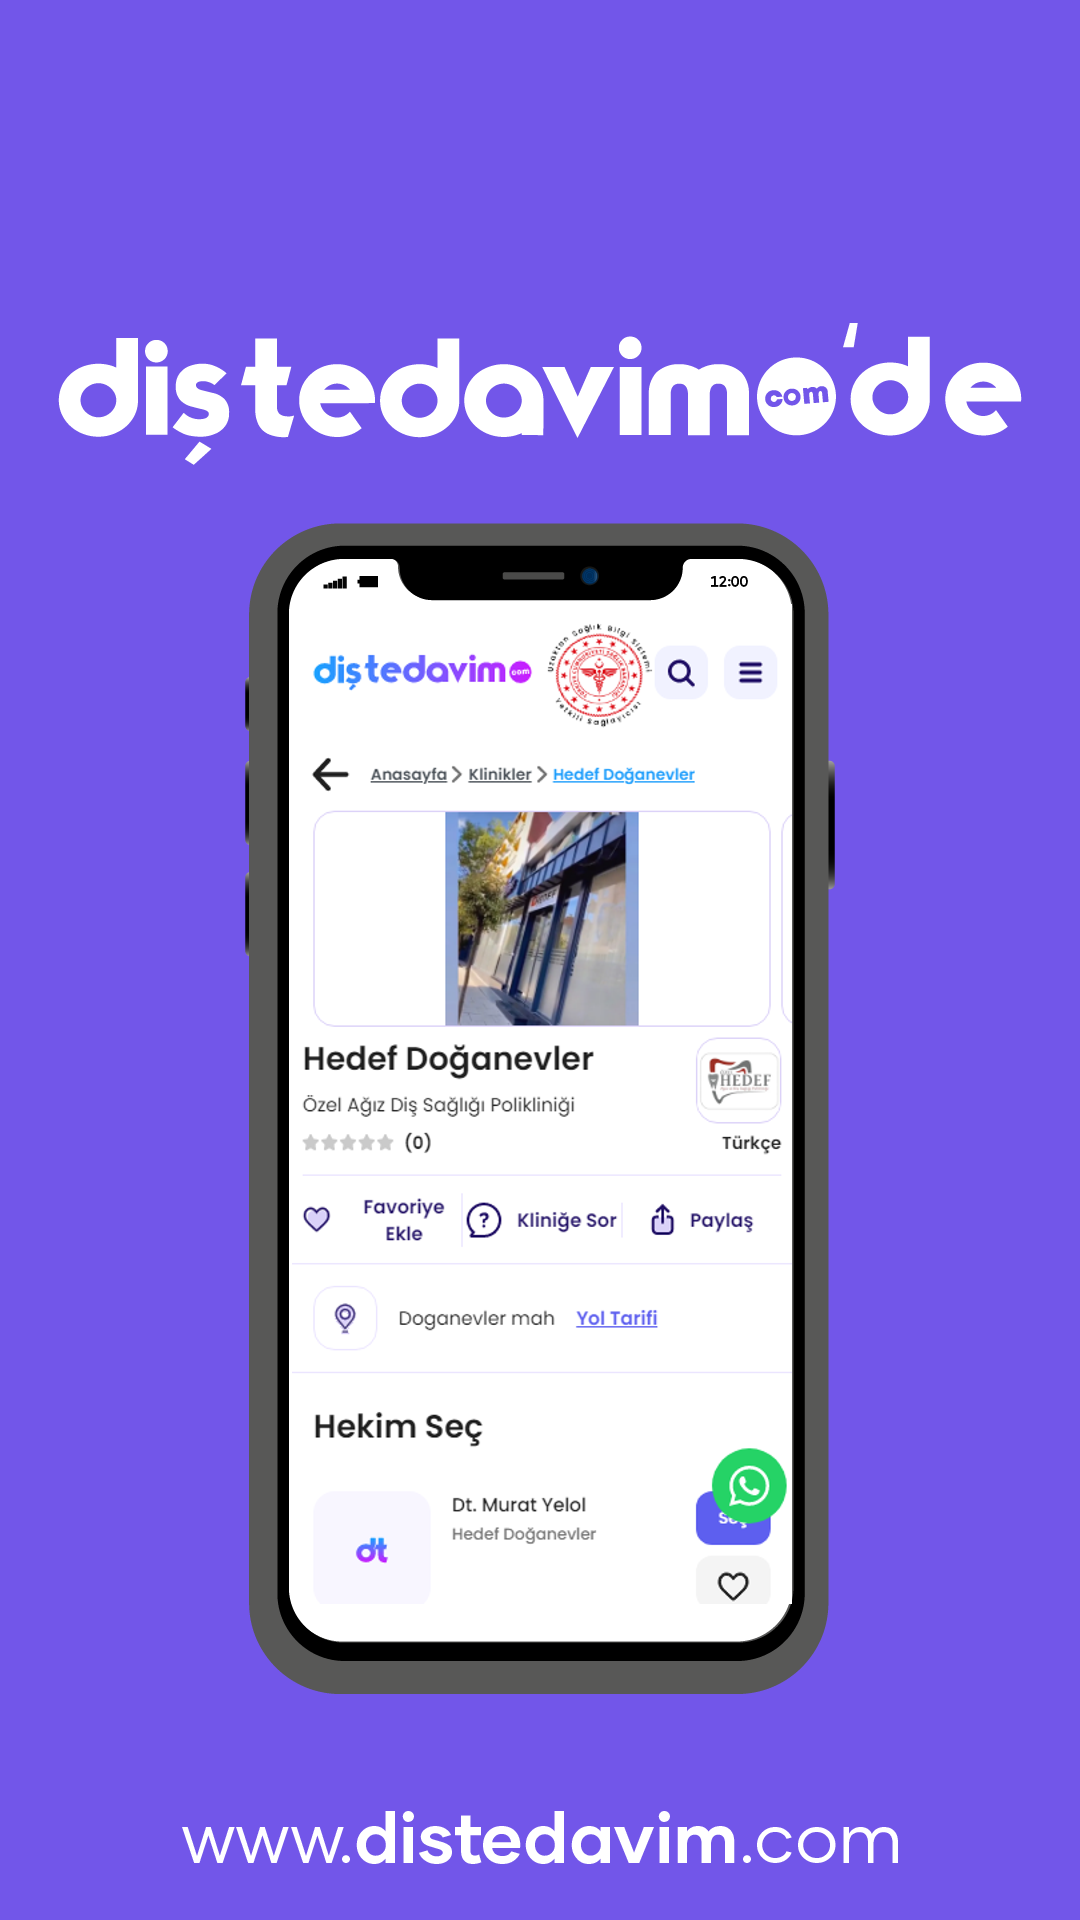 diştedavim.com'de
12:00
diştedavim.com
Uzaktan Sağlık Bilgi Sistemi
Yetkili Sağlayıcısı
Anasayfa > Klinikler > Hedef Doğanevler
HEDEF
Hedef Doğanevler
HEDEF
Özel Ağız Diş Sağlığı Polikliniği
(0)
Türkçe
Favoriye
Ekle
Kliniğe Sor
Paylaş
Doganevler mah
Yol Tarifi
Hekim Seç
dt
Dt. Murat Yelol
Hedef Doğanevler
Seç
www.distedavim.com